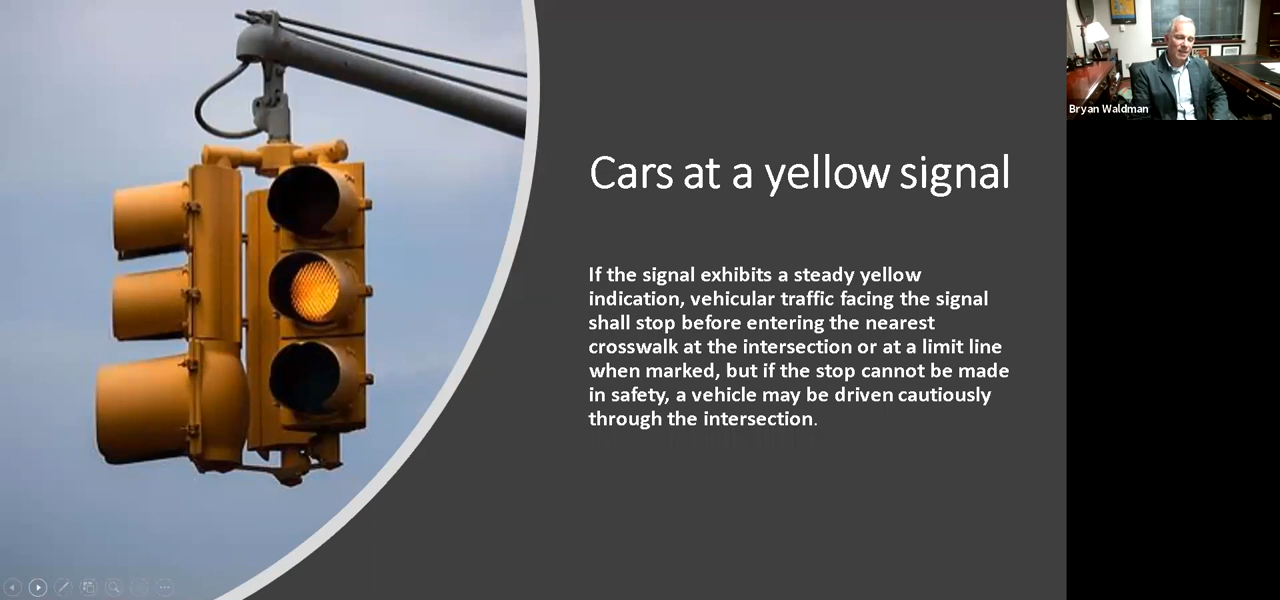 Cars at a yellow signal
If the signal exhibits a steady yellow
indication, vehicular traffic facing the signal
shall stop before entering the nearest
crosswalk at the intersection or at a limit line
when marked, but if the stop cannot be made
in safety, a vehicle may be driven cautiously
through the intersection.
Bryan Waldman